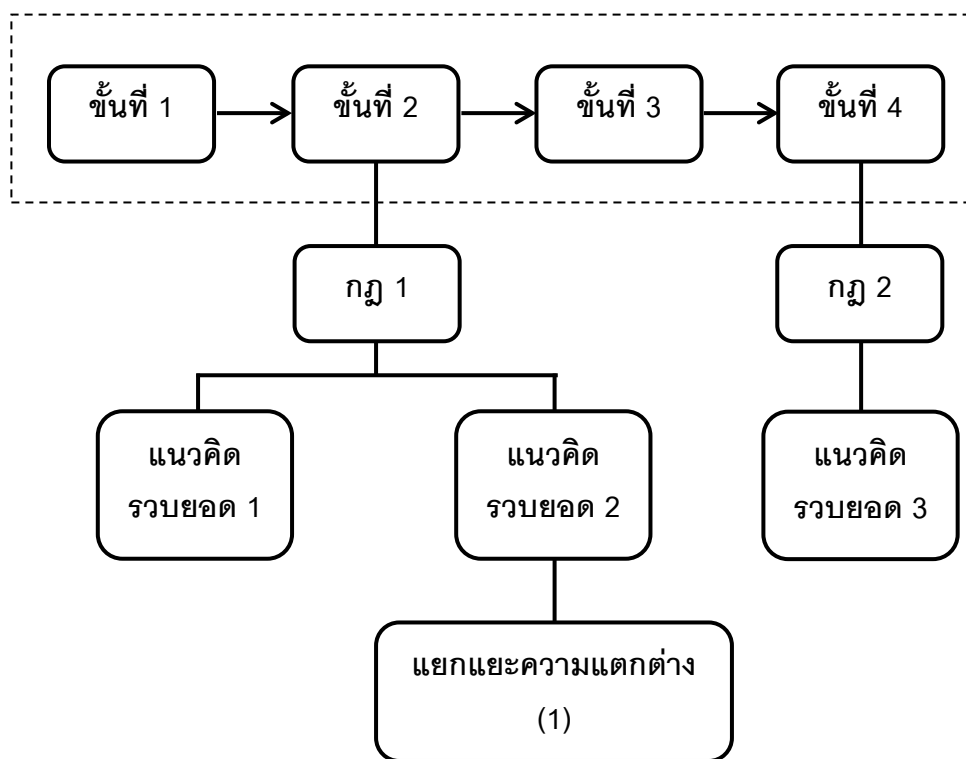 ขั้นที่ 1
ขั้นที่ 2
ขั้นที่ 3
ขั้นที่ 4
กฎ 1
กฎ 2
แนวคิด
รวบยอด 1
แนวคิด
รวบยอด 2
แนวคิด
รวบยอด 3
แยกแยะความแตกต่าง
(1)